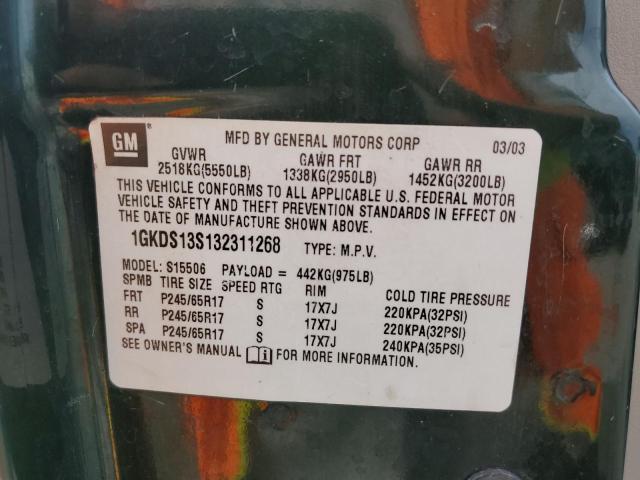 GM
MFD BY GENERAL MOTORS CORP 03/03
GVWR GAWR FRT GAWR RR
2518KG(5550LB) 1338KG(2950LB) 1452KG(3200LB)
THIS VEHICLE CONFORMS TO ALL APPLICABLE U.S. FEDERAL MOTOR
VEHICLE SAFETY AND THEFT PREVENTION STANDARDS IN EFFECT ON
THE DATE OF MANUFACTURE SHOWN ABOVE.
1GKDS13S132311268 TYPE: M.P.V.
MODEL: S15506 PAYLOAD = 442KG(975LB)
SPMB TIRE SIZE SPEED RTG RIM COLD TIRE PRESSURE
FRT P245/65R17 S 17X7J 220KPA(32PSI)
RR P245/65R17 S 17X7J 220KPA(32PSI)
SPA P245/65R17 S 17X7J 240KPA(35PSI)
SEE OWNER'S MANUAL FOR MORE INFORMATION.